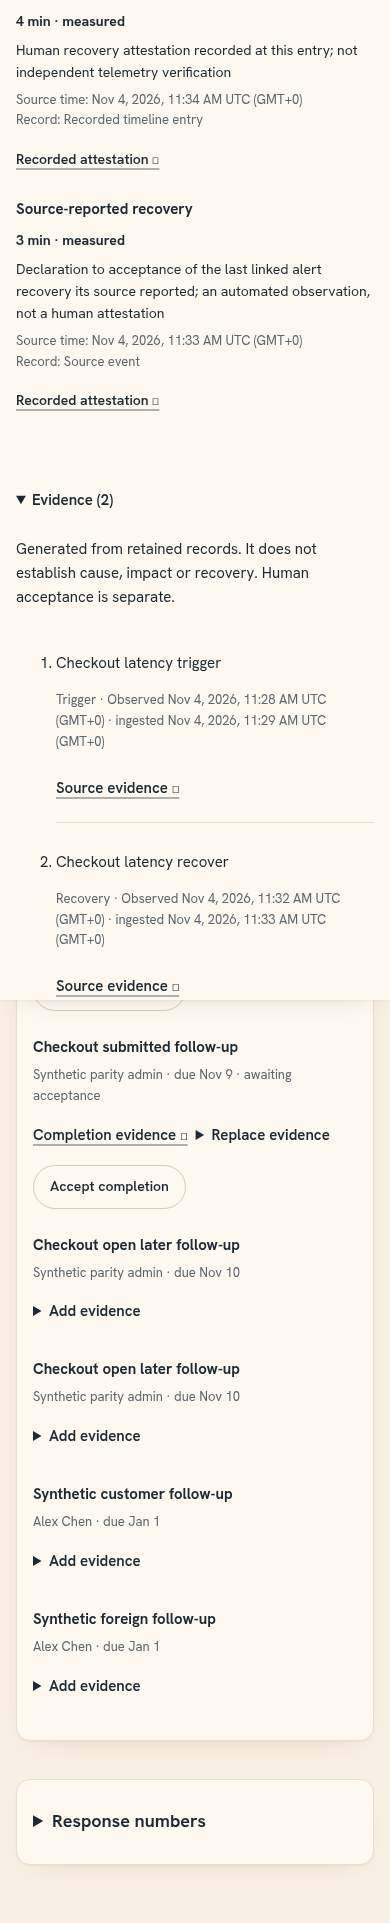 4 min · measured
Human recovery attestation recorded at this entry; not
independent telemetry verification
Source time: Nov 4, 2026, 11:34 AM UTC (GMT+0)
Record: Recorded timeline entry
Recorded attestation
Source-reported recovery
3 min · measured
Declaration to acceptance of the last linked alert
recovery its source reported; an automated observation,
not a human attestation
Source time: Nov 4, 2026, 11:33 AM UTC (GMT+0)
Record: Source event
Recorded attestation
▼ Evidence (2)
Generated from retained records. It does not
establish cause, impact or recovery. Human
acceptance is separate.
1. Checkout latency trigger
Trigger · Observed Nov 4, 2026, 11:28 AM UTC
(GMT+0) · ingested Nov 4, 2026, 11:29 AM UTC
(GMT+0)
Source evidence
2. Checkout latency recover
Recovery · Observed Nov 4, 2026, 11:32 AM UTC
(GMT+0) · ingested Nov 4, 2026, 11:33 AM UTC
(GMT+0)
Source evidence
Checkout submitted follow-up
Synthetic parity admin · due Nov 9 · awaiting
acceptance
Completion evidence ▶ Replace evidence
Accept completion
Checkout open later follow-up
Synthetic parity admin · due Nov 10
▶ Add evidence
Checkout open later follow-up
Synthetic parity admin · due Nov 10
▶ Add evidence
Synthetic customer follow-up
Alex Chen · due Jan 1
▶ Add evidence
Synthetic foreign follow-up
Alex Chen · due Jan 1
▶ Add evidence
▶ Response numbers